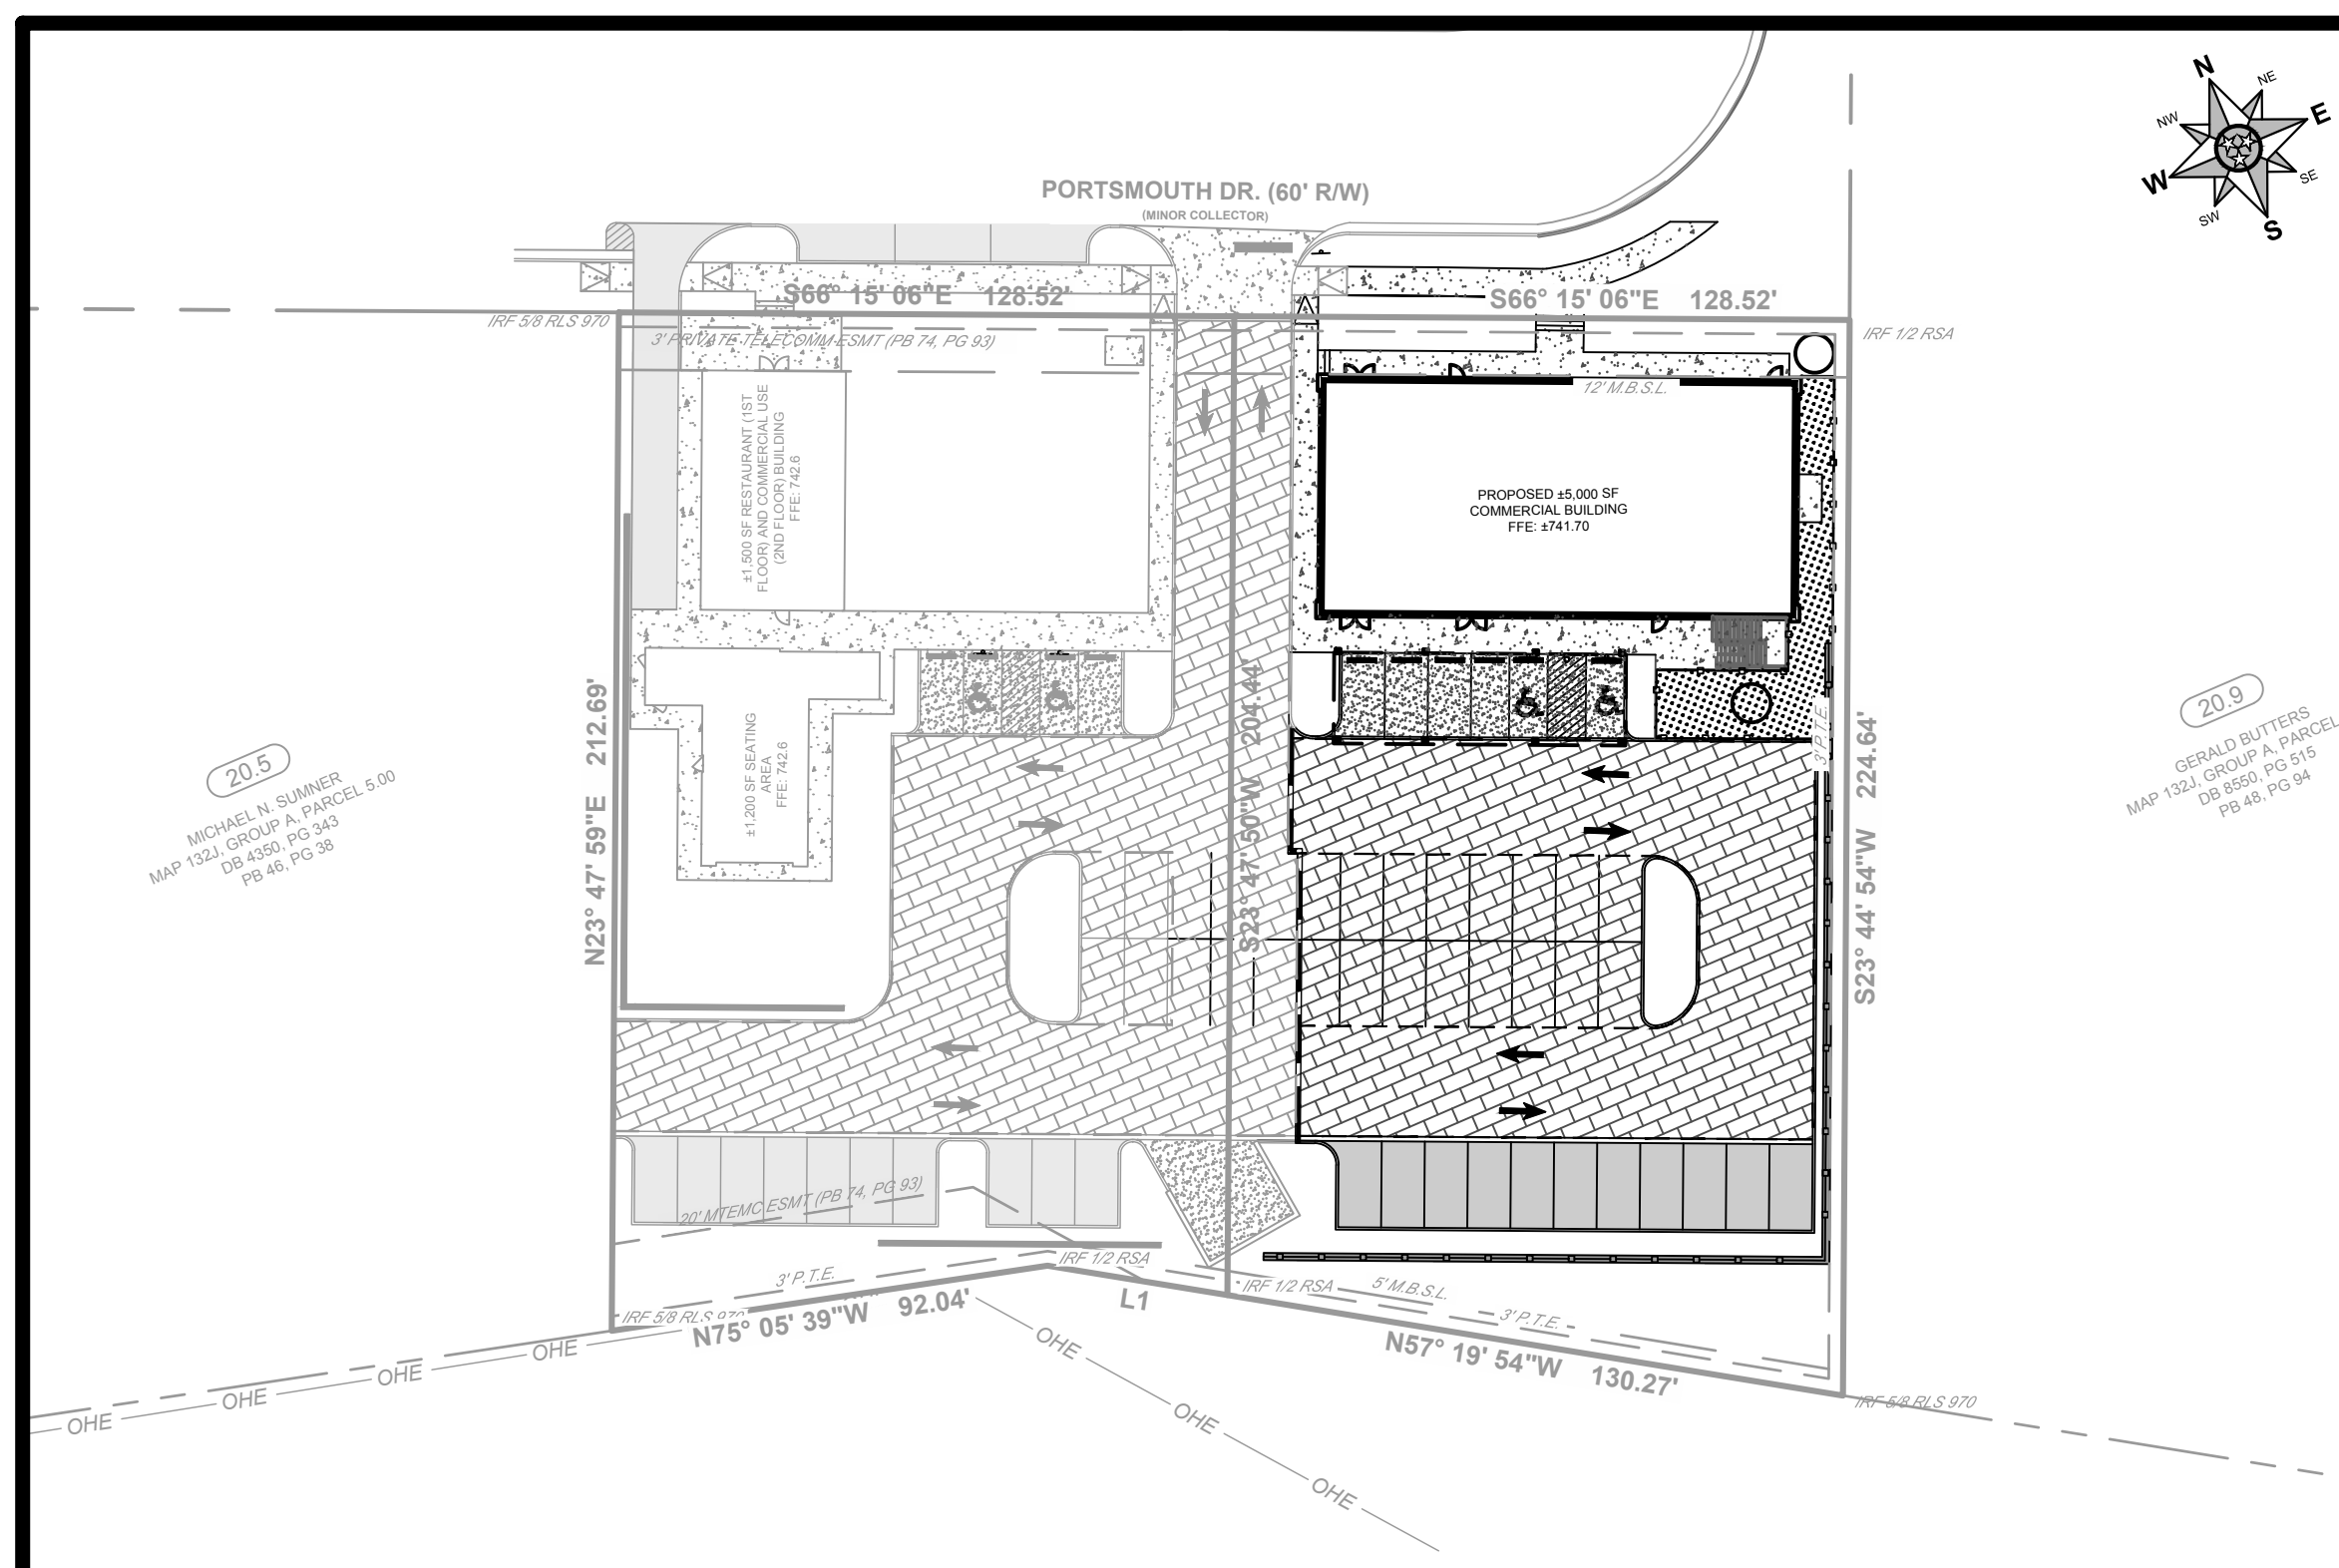 N
NE
NW
E
W
SE
SW
S
PORTSMOUTH DR. (60' R/W)
(MINOR COLLECTOR)
S66° 15' 06"E 128.52'
S66° 15' 06"E 128.52'
IRF 5/8 RLS 970
IRF 1/2 RSA
3' PRIVATE TELECOMM ESMT (PB 74, PG 93)
12' M.B.S.L.
±1,500 SF RESTAURANT (1ST
FLOOR) AND COMMERCIAL USE
(2ND FLOOR) BUILDING
FFE: 742.6
PROPOSED ±5,000 SF
COMMERCIAL BUILDING
FFE: ±741.70
N23° 47' 59"E 212.69'
S23° 47' 50"W 204.44'
3' P.T.E.
S23° 44' 54"W 224.64'
±1,200 SF SEATING
AREA
FFE: 742.6
20.5
MICHAEL N. SUMNER
MAP 132J, GROUP A, PARCEL 5.00
DB 4350, PG 343
PB 46, PG 38
20.9
GERALD BUTTERS
MAP 132J, GROUP A, PARCEL
DB 8550, PG 515
PB 48, PG 94
20' MTEMC ESMT (PB 74, PG 93)
3' P.T.E.
IRF 1/2 RSA
IRF 1/2 RSA
5' M.B.S.L.
3' P.T.E.
IRF 5/8 RLS 970
N75° 05' 39"W 92.04'
L1
N57° 19' 54"W 130.27'
IRF 5/8 RLS 970
OHE
OHE
OHE
OHE
OHE
OHE
OHE